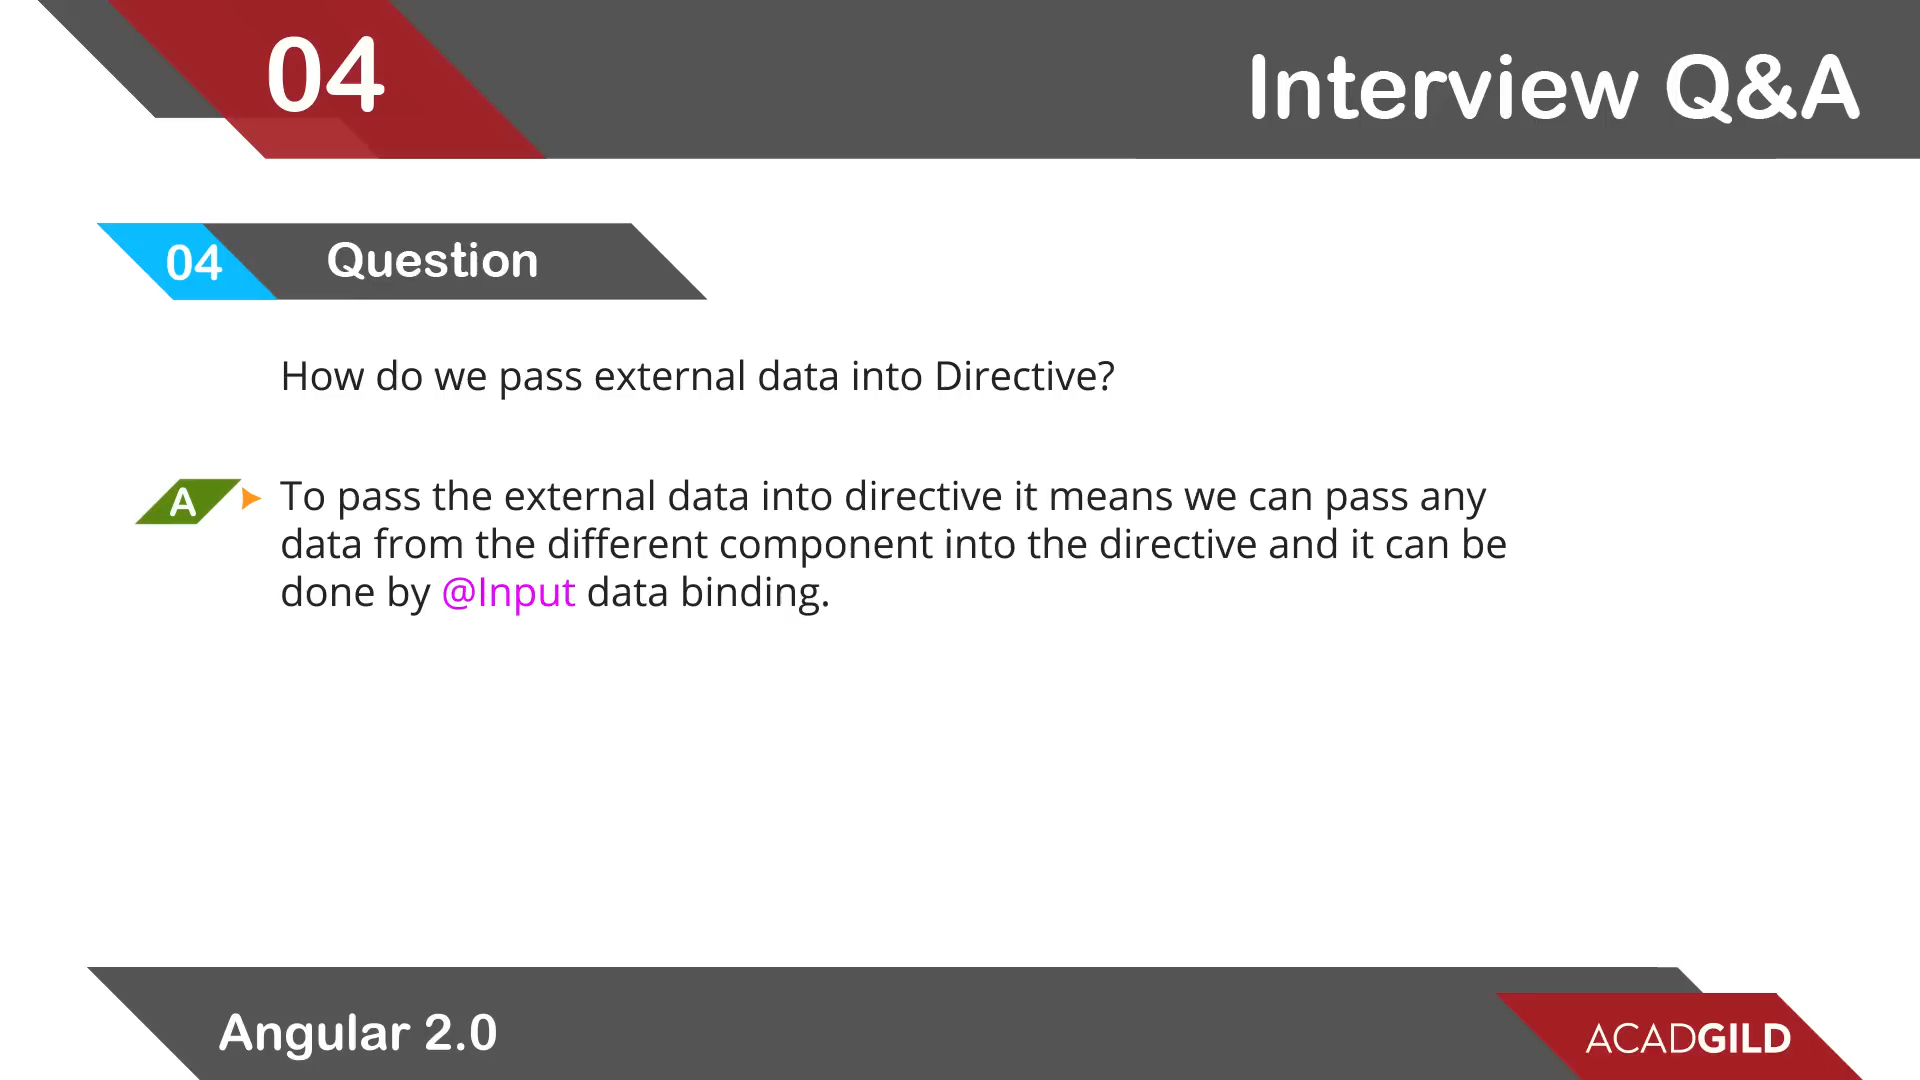 04
Interview Q&A
04 Question
How do we pass external data into Directive?
A To pass the external data into directive it means we can pass any
data from the different component into the directive and it can be
done by @Input data binding.
Angular 2.0
ACADGILD